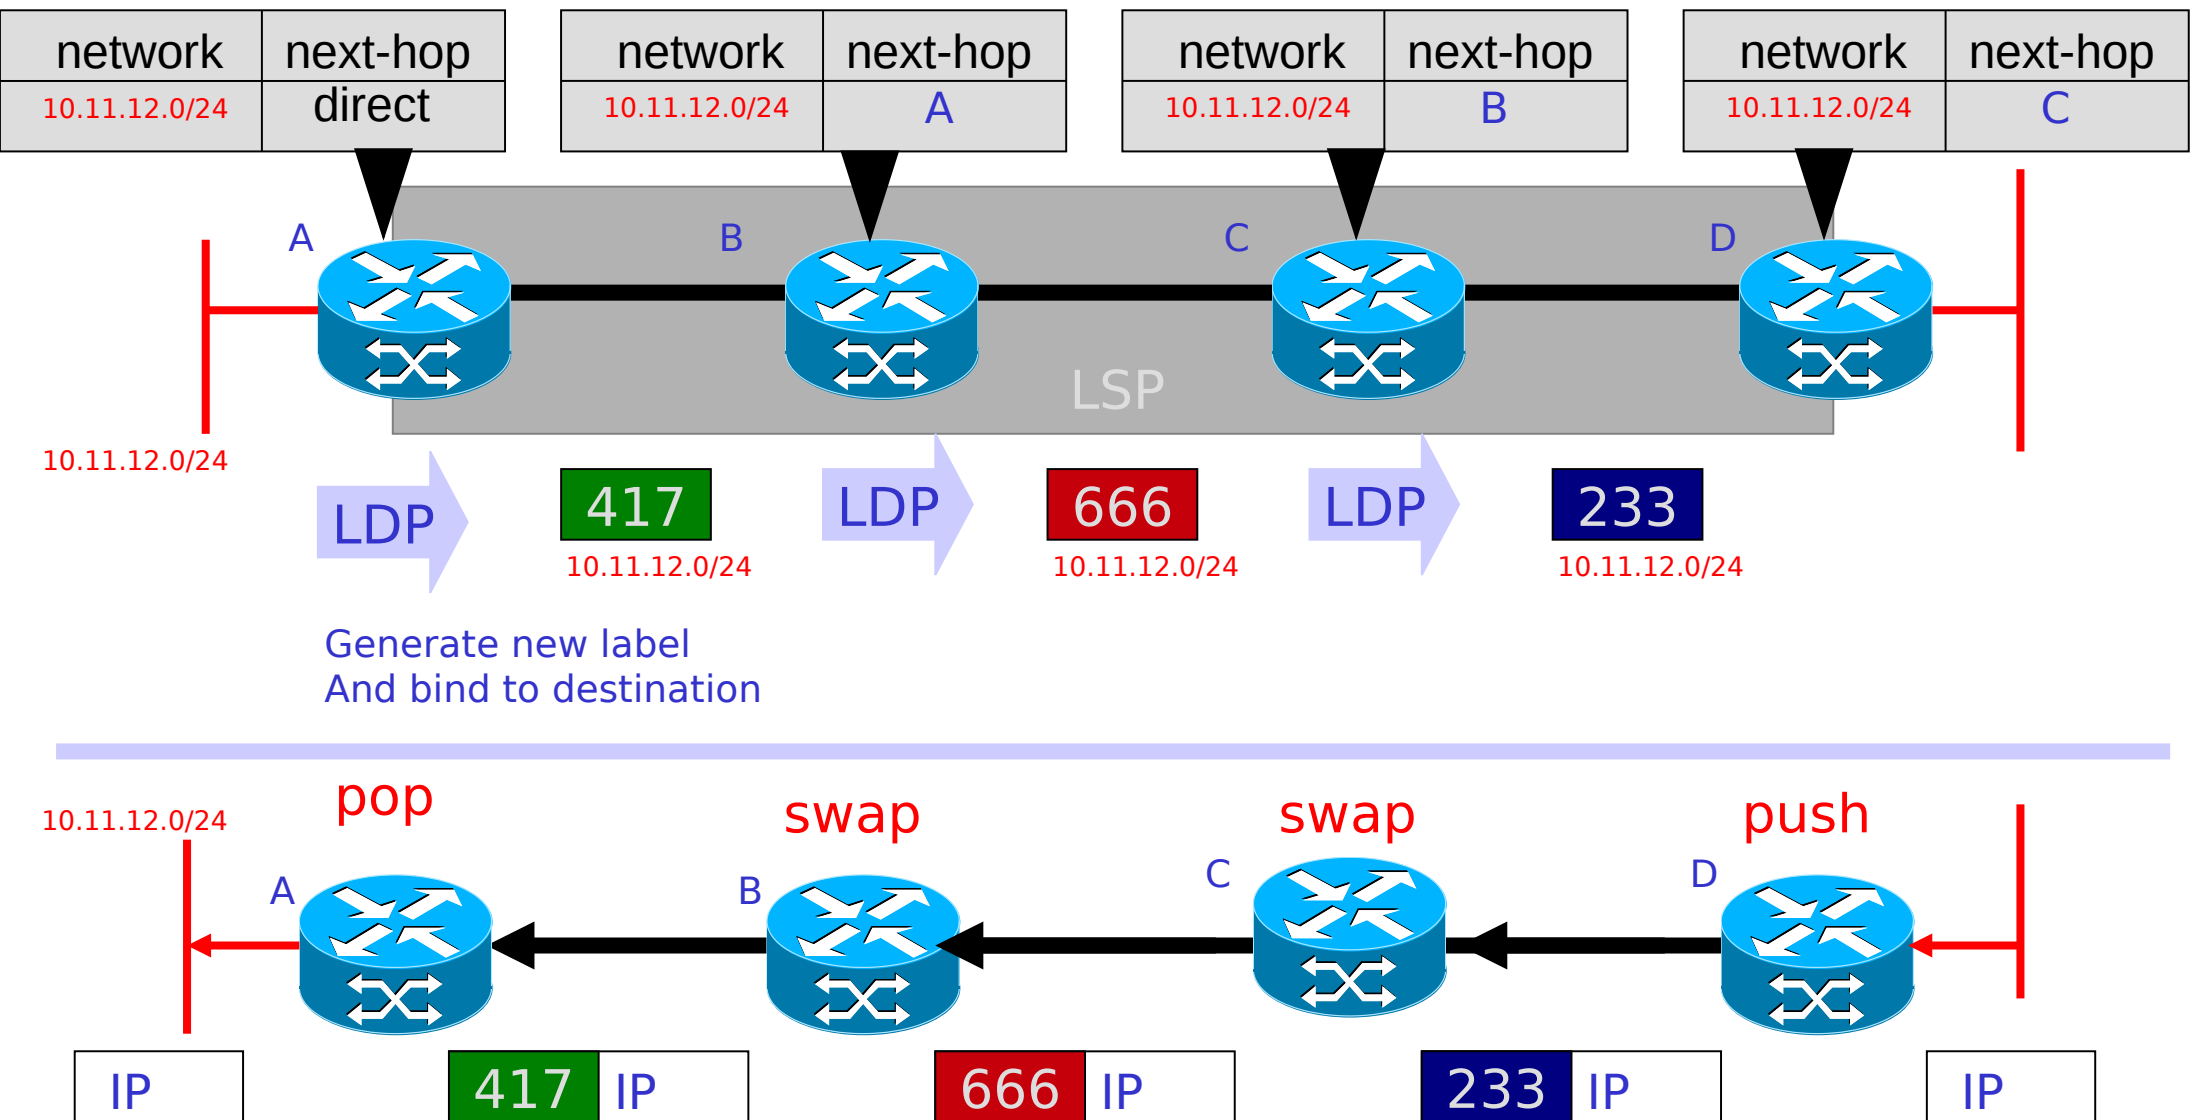 network next-hop network next-hop network next-hop network next-hop
10.11.12.0/24 direct 10.11.12.0/24 A 10.11.12.0/24 B 10.11.12.0/24 C
A B C D
LSP
10.11.12.0/24
LDP 417 LDP 666 LDP 233
10.11.12.0/24 10.11.12.0/24 10.11.12.0/24
Generate new label
And bind to destination
pop swap swap push
10.11.12.0/24
A B C D
IP 417 IP 666 IP 233 IP IP